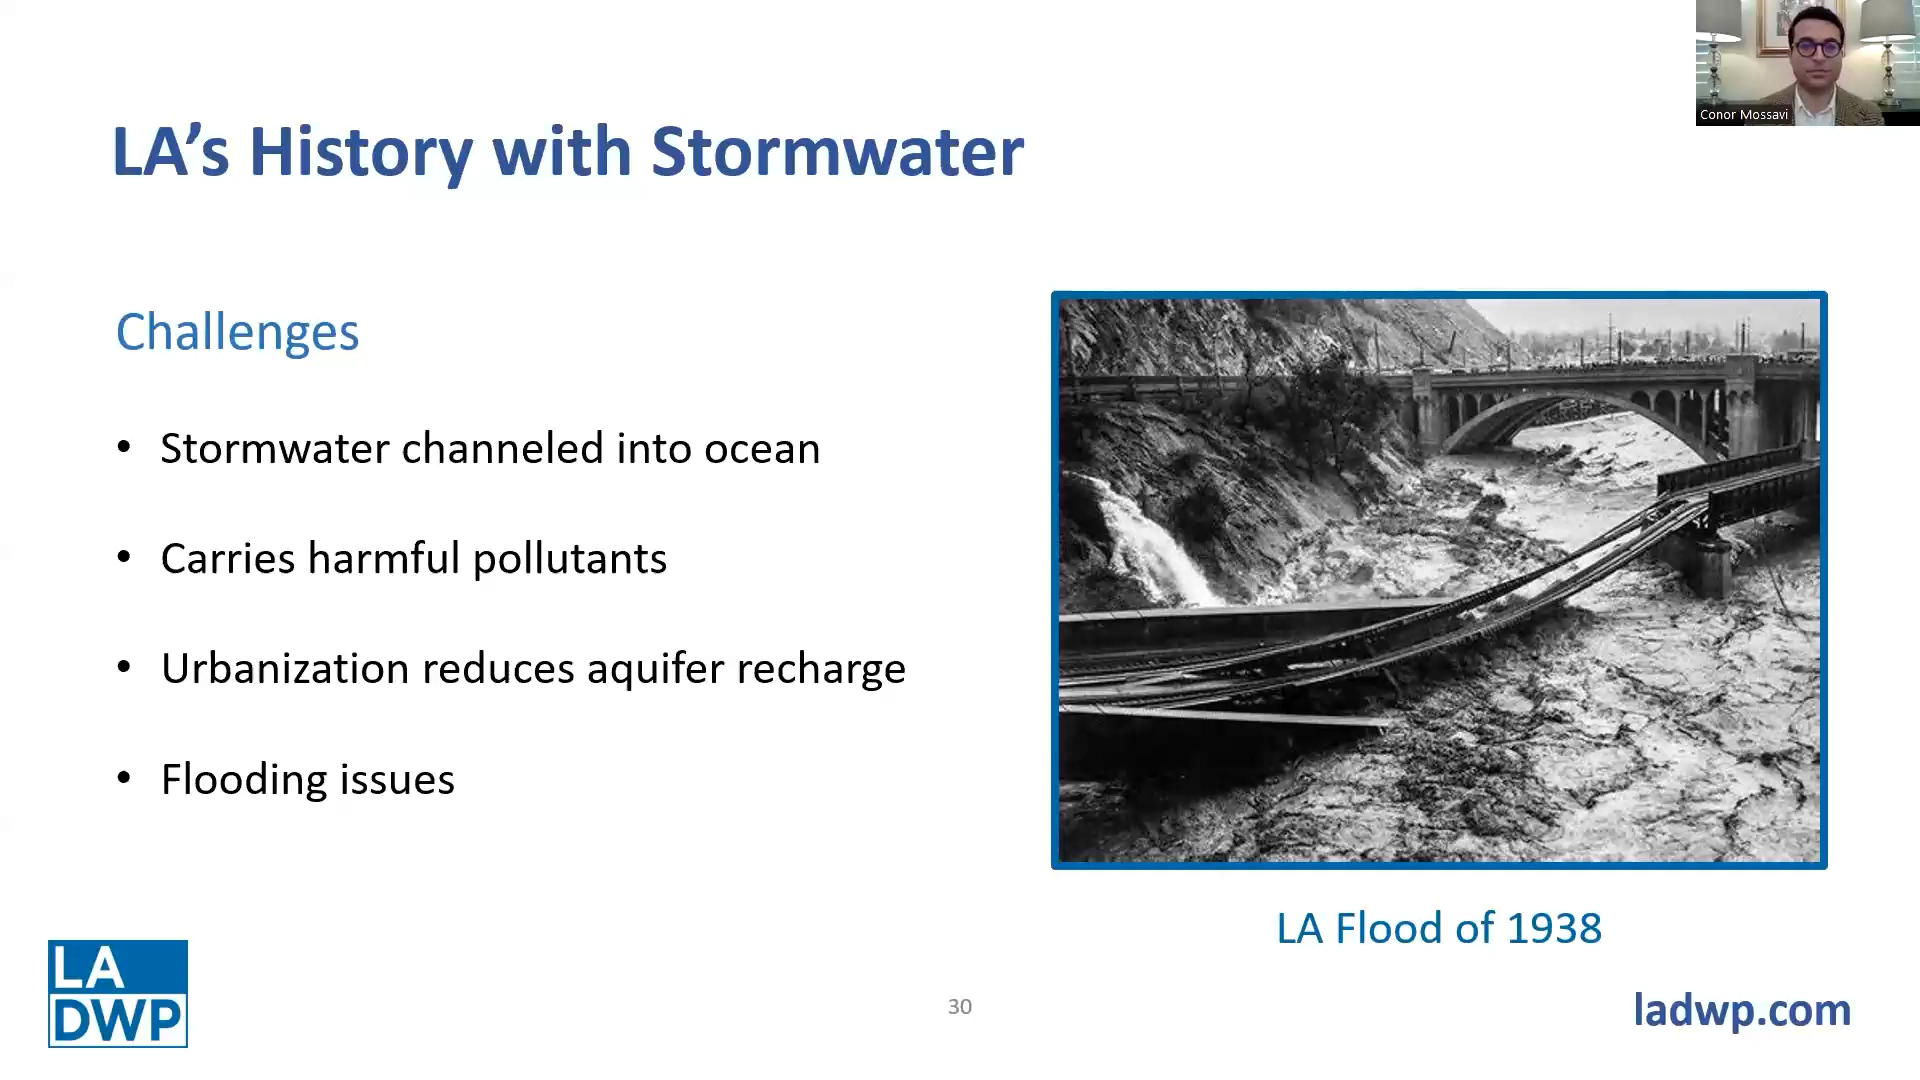 Conor Mossavi
LA’s History with Stormwater
Challenges
• Stormwater channeled into ocean
• Carries harmful pollutants
• Urbanization reduces aquifer recharge
• Flooding issues
LA Flood of 1938
LA
DWP
30
ladwp.com